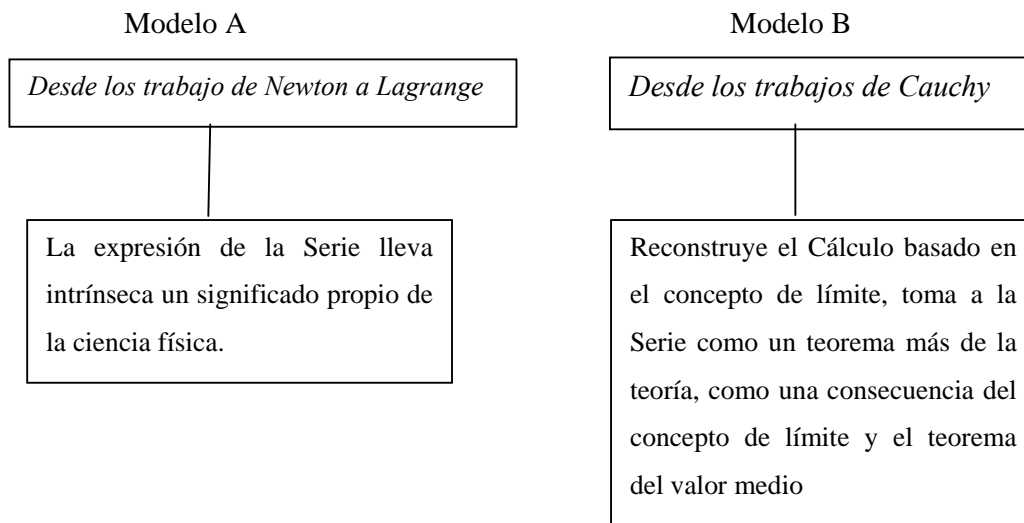 Modelo A
Desde los trabajo de Newton a Lagrange
La expresión de la Serie lleva
intrínseca un significado propio de
la ciencia física.
Modelo B
Desde los trabajos de Cauchy
Reconstruye el Cálculo basado en
el concepto de límite, toma a la
Serie como un teorema más de la
teoría, como una consecuencia del
concepto de límite y el teorema
del valor medio